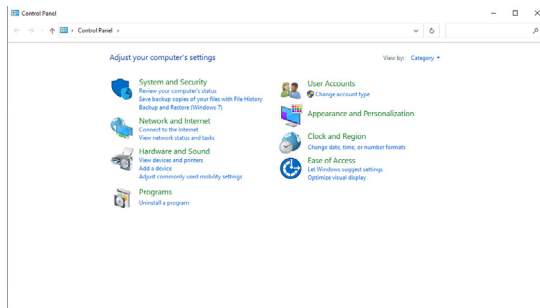 Control Panel
Control Panel
Adjust your computer's settings
View by: Category
System and Security
Review your computer's status
Save backup copies of your files with File History
Backup and Restore (Windows 7)
Network and Internet
Connect to the Internet
View network status and tasks
Hardware and Sound
View devices and printers
Add a device
Adjust commonly used mobility settings
Programs
Uninstall a program
User Accounts
Change account type
Appearance and Personalization
Clock and Region
Change date, time, or number formats
Ease of Access
Let Windows suggest settings
Optimize visual display